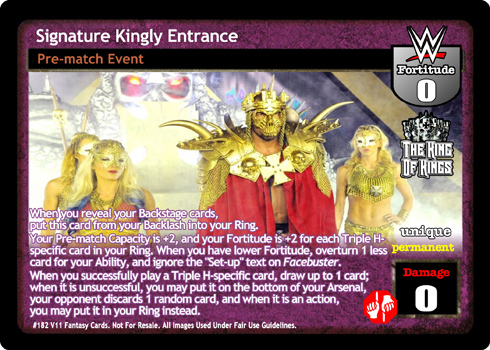 Signature Kingly Entrance
Pre-match Event
W
Fortitude
0
THE KING
OF KINGS
unique
permanent
When you reveal your Backstage cards,
put this card from your Backlash into your Ring.
Your Pre-match Capacity is +2, and your Fortitude is +2 for each Triple H-
specific card in your Ring. When you have lower Fortitude, overturn 1 less
card for your Ability, and ignore the "Set-up" text on Facebuster.
When you successfully play a Triple H-specific card, draw up to 1 card;
when it is unsuccessful, you may put it on the bottom of your Arsenal,
your opponent discards 1 random card, and when it is an action,
you may put it in your Ring instead.
Damage
0
#182 V11 Fantasy Cards. Not For Resale. All Images Used Under Fair Use Guidelines.